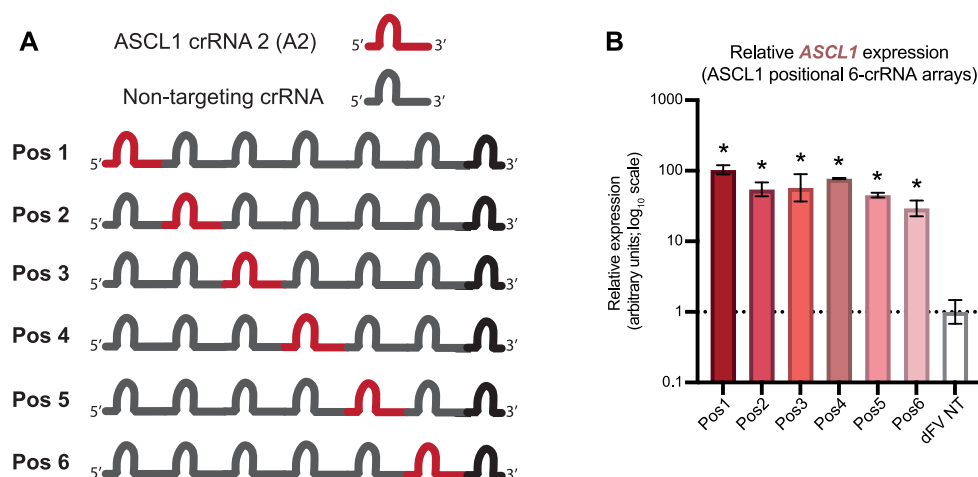 A
ASCL1 crRNA 2 (A2)
5′ 3′
Non-targeting crRNA
5′ 3′
Pos 1
5′ 3′
Pos 2
5′ 3′
Pos 3
5′ 3′
Pos 4
5′ 3′
Pos 5
5′ 3′
Pos 6
5′ 3′
B
Relative ASCL1 expression
(ASCL1 positional 6-crRNA arrays)
Relative expression
(arbitrary units; log₁₀ scale)
1000
100
10
1
0.1
* * * * * *
Pos1
Pos2
Pos3
Pos4
Pos5
Pos6
dFV NT